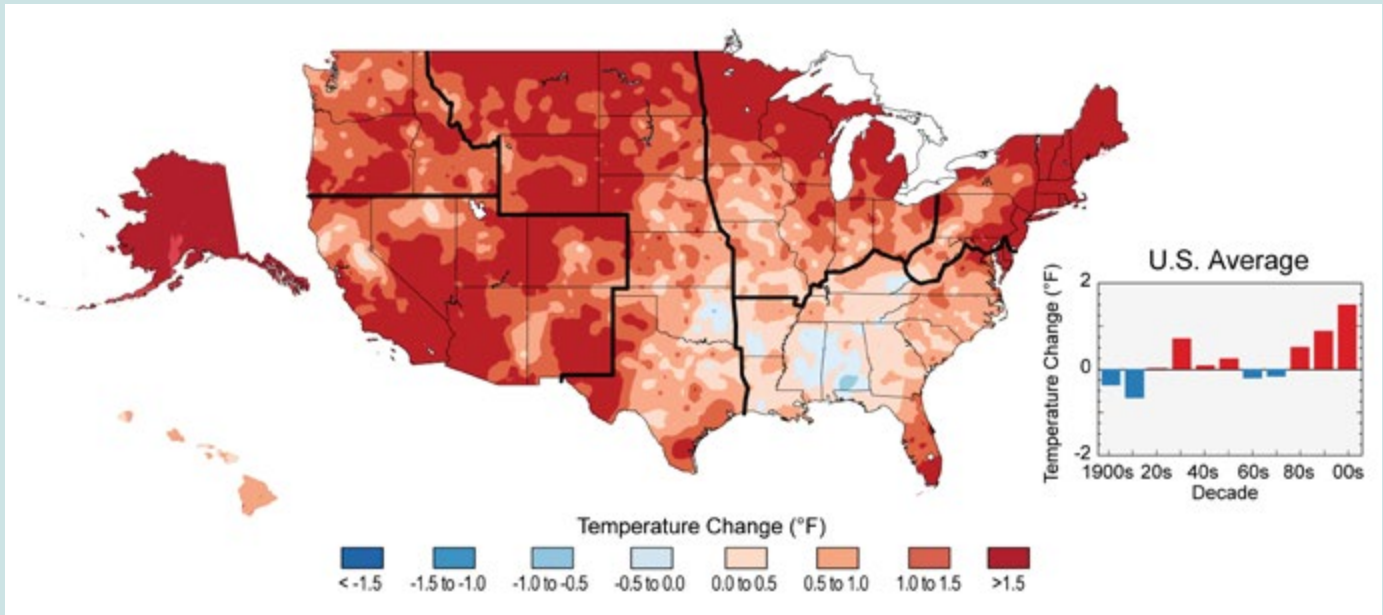 U.S. Average
Temperature Change (°F)
2
0
-2
1900s 20s 40s 60s 80s 00s
Decade
Temperature Change (°F)
< -1.5 -1.5 to -1.0 -1.0 to -0.5 -0.5 to 0.0 0.0 to 0.5 0.5 to 1.0 1.0 to 1.5 >1.5